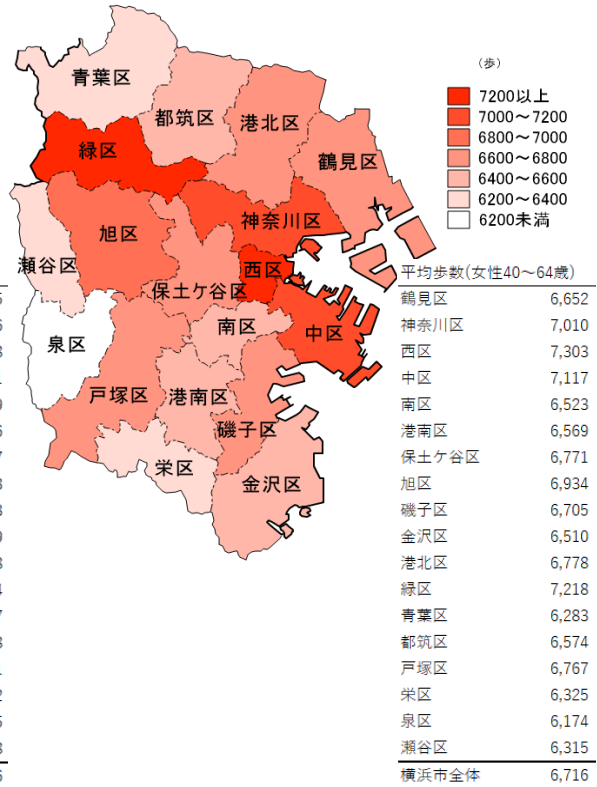 (歩)
7200以上
7000～7200
6800～7000
6600～6800
6400～6600
6200～6400
6200未満
青葉区
都筑区
港北区
緑区
鶴見区
神奈川区
旭区
瀬谷区
西区
保土ケ谷区
南区
中区
泉区
戸塚区
港南区
磯子区
栄区
金沢区
平均歩数(女性40～64歳)
鶴見区 6,652
神奈川区 7,010
西区 7,303
中区 7,117
南区 6,523
港南区 6,569
保土ケ谷区 6,771
旭区 6,934
磯子区 6,705
金沢区 6,510
港北区 6,778
緑区 7,218
青葉区 6,283
都筑区 6,574
戸塚区 6,767
栄区 6,325
泉区 6,174
瀬谷区 6,315
横浜市全体 6,716